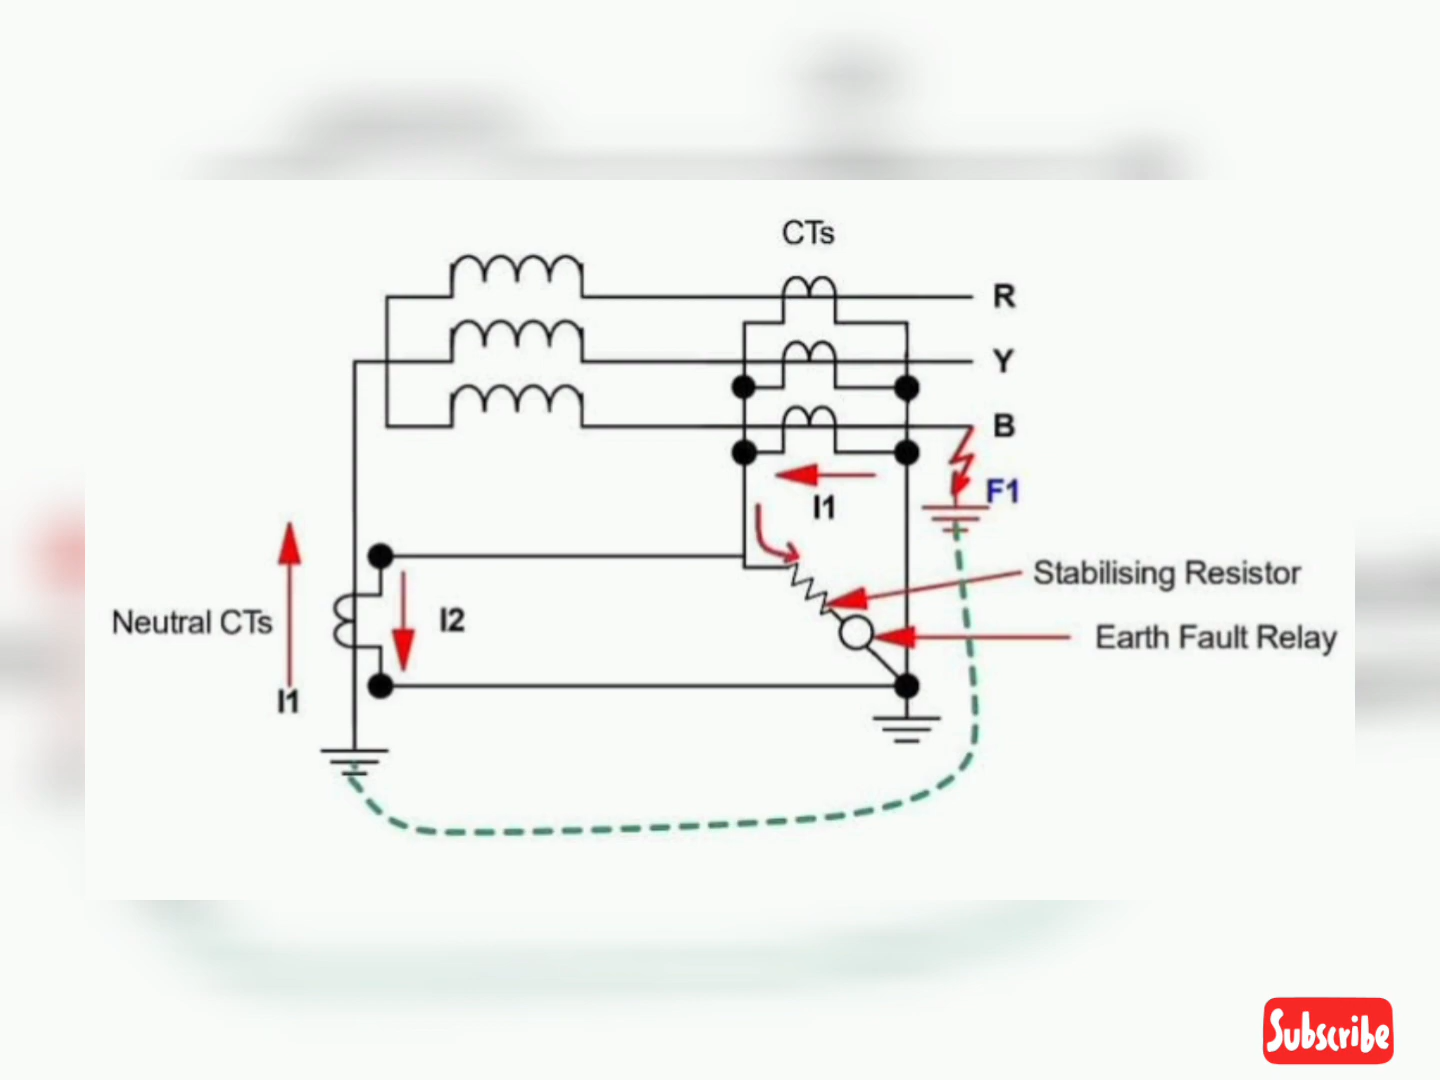 CTs
R
Y
B
F1
I1
Stabilising Resistor
Neutral CTs
I2
Earth Fault Relay
I1
Subscribe